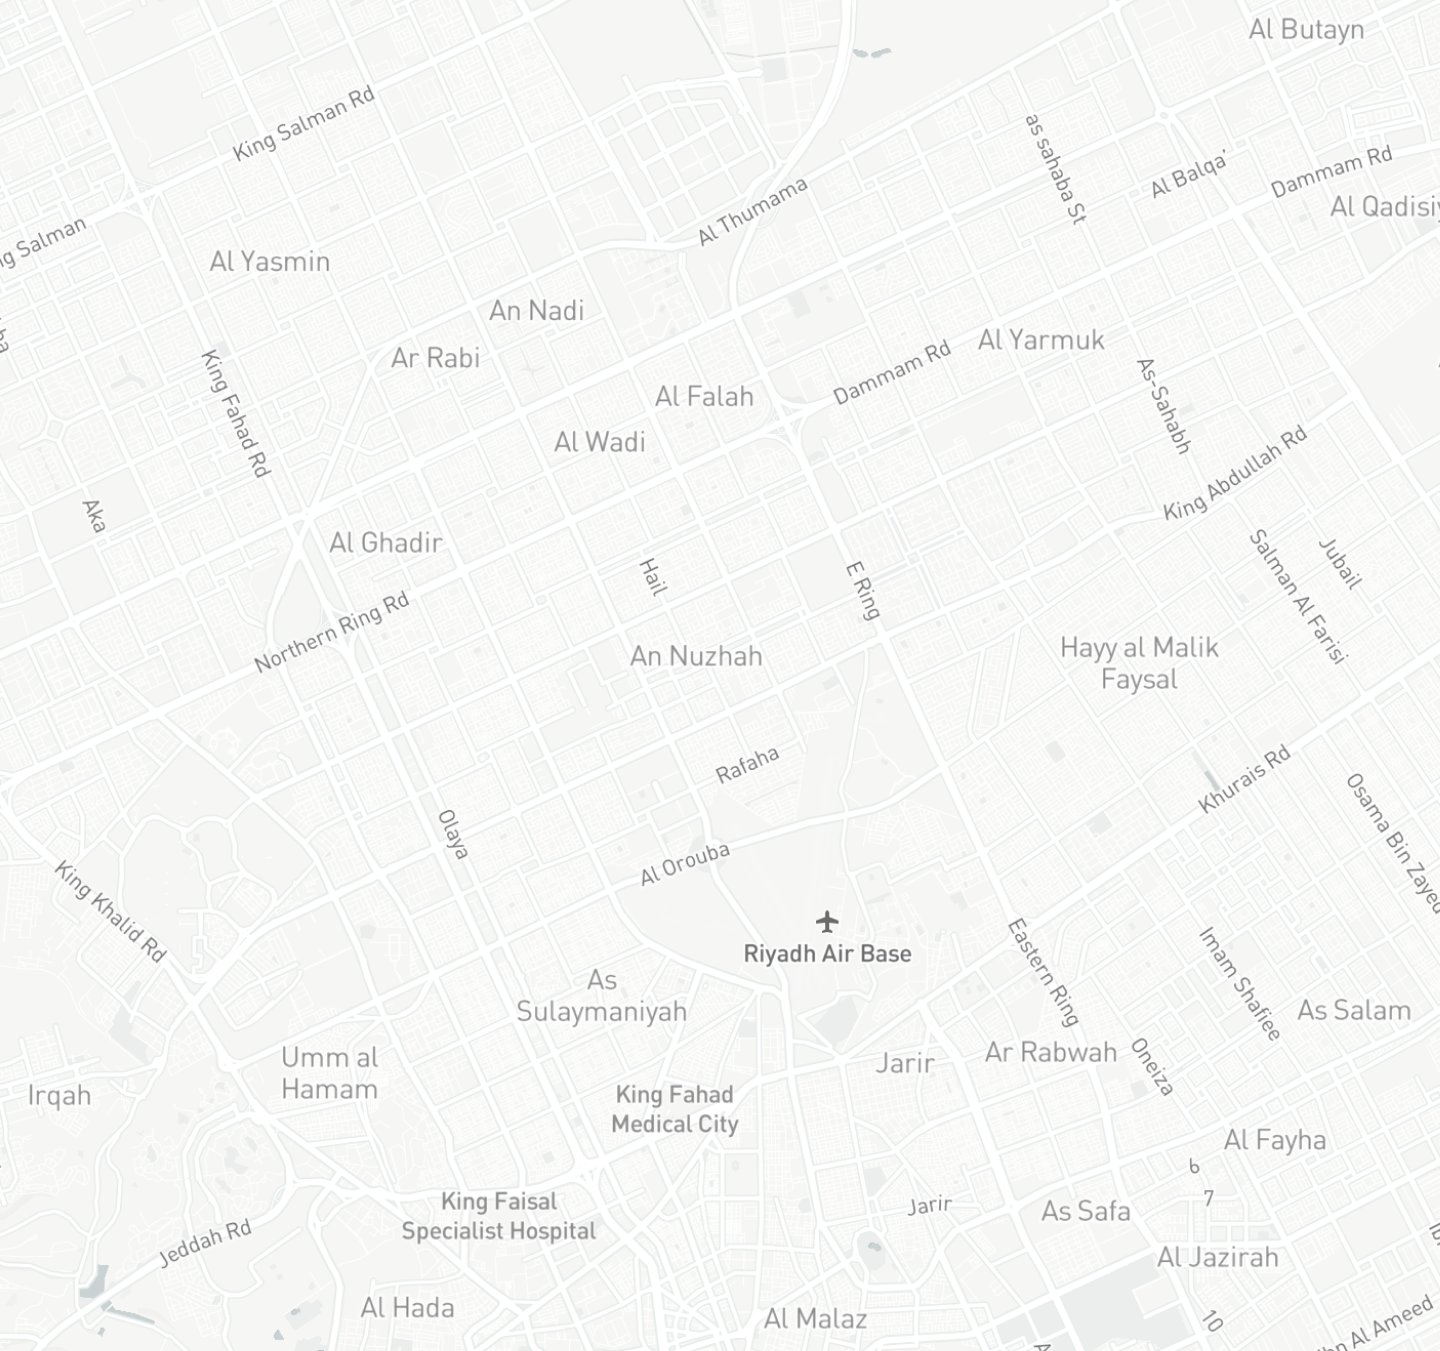 Al Butayn
King Salman Rd
as sahaba St
Al Balqa'
Dammam Rd
Al Thumama
Al Qadisiy
ng Salman
Al Yasmin
An Nadi
Al Yarmuk
Ar Rabi
Dammam Rd
King Fahad Rd
Al Falah
As-Sahabh
Al Wadi
King Abdullah Rd
Aka
Al Ghadir
Hail
E Ring
Jubail
Salman Al Farisi
Northern Ring Rd
An Nuzhah
Hayy al Malik
Faysal
Rafaha
Khurais Rd
Olaya
Osama Bin Zayed
Al Orouba
King Khalid Rd
Riyadh Air Base
Eastern Ring
Imam Shafiee
As
Sulaymaniyah
As Salam
Umm al
Hamam
Jarir
Ar Rabwah
Oneiza
Irqah
King Fahad
Medical City
Al Fayha
6
7
King Faisal
Specialist Hospital
Jarir
As Safa
Jeddah Rd
Al Jazirah
Al Hada
Al Malaz
10
Ibn Al Ameed